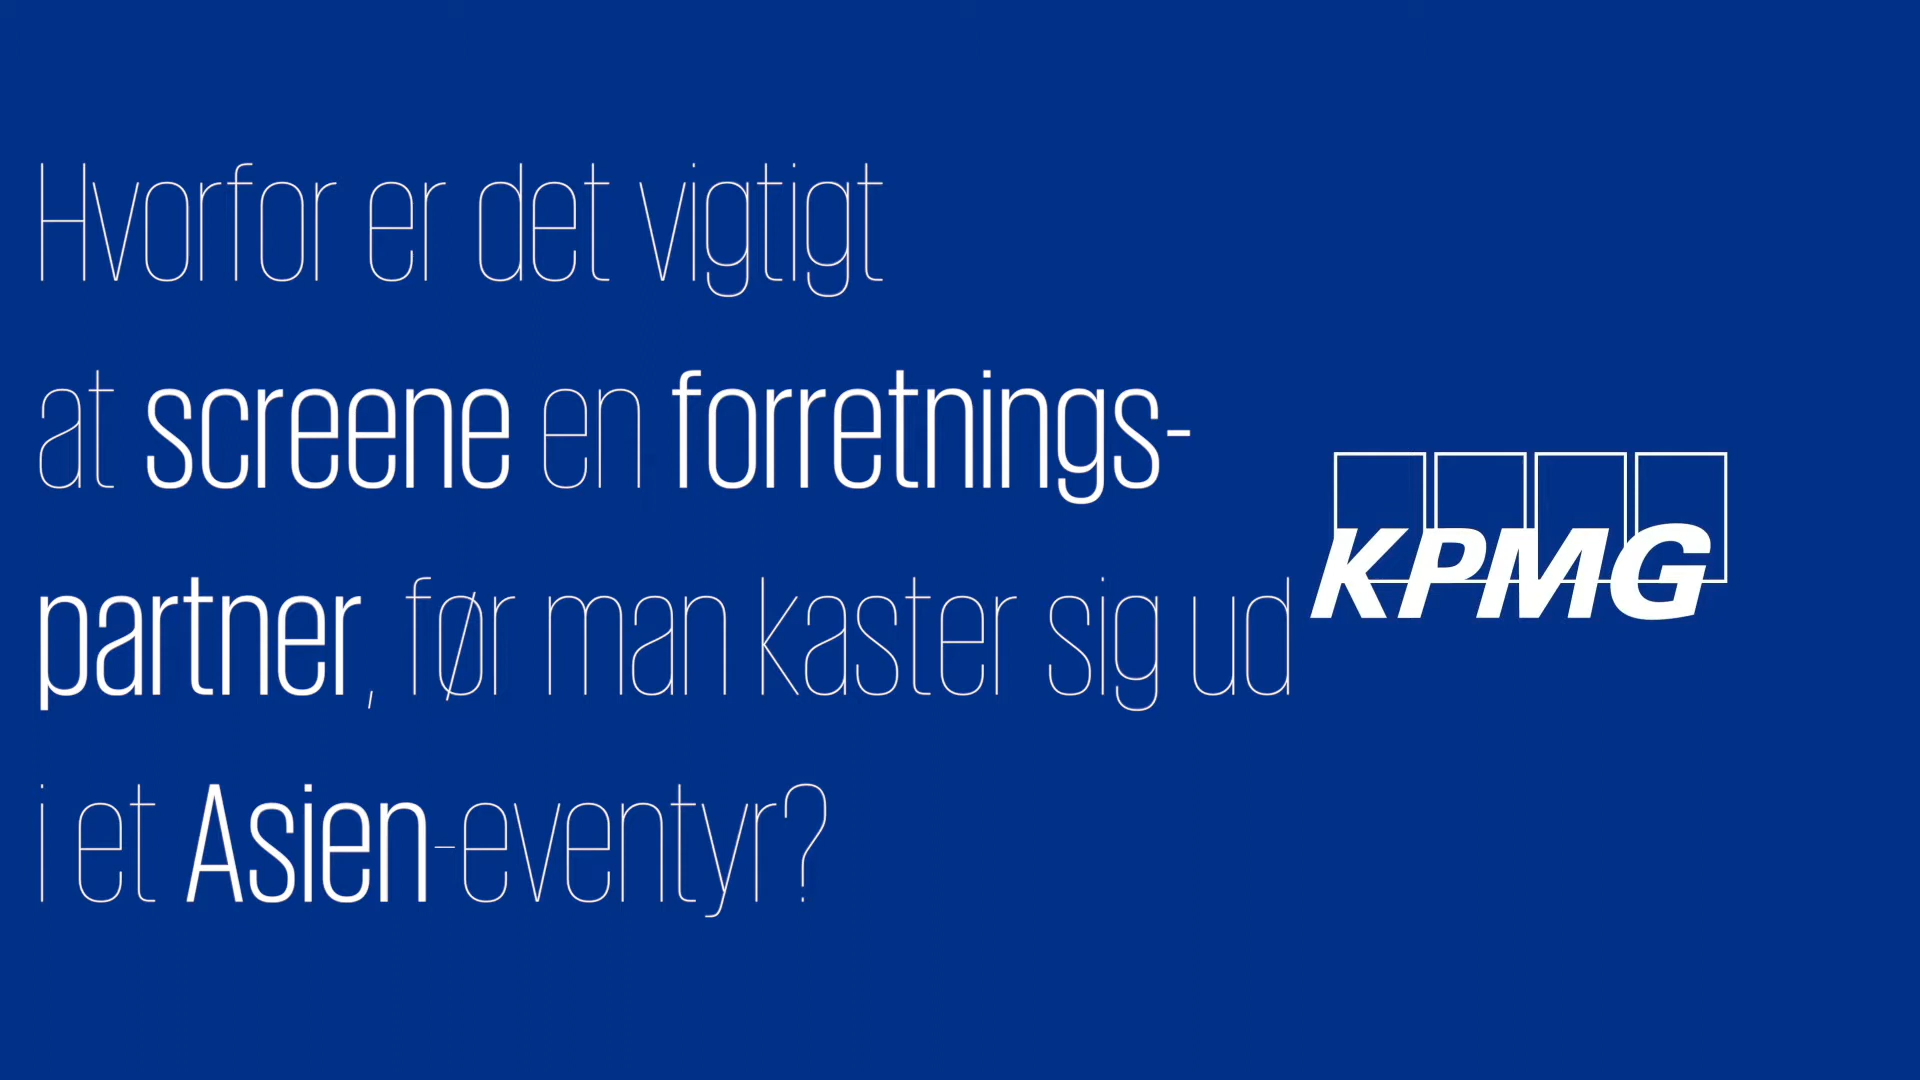 Hvorfor er det vigtigt
at screene en forretnings-
partner, før man kaster sig ud
i et Asien-eventyr?
KPMG